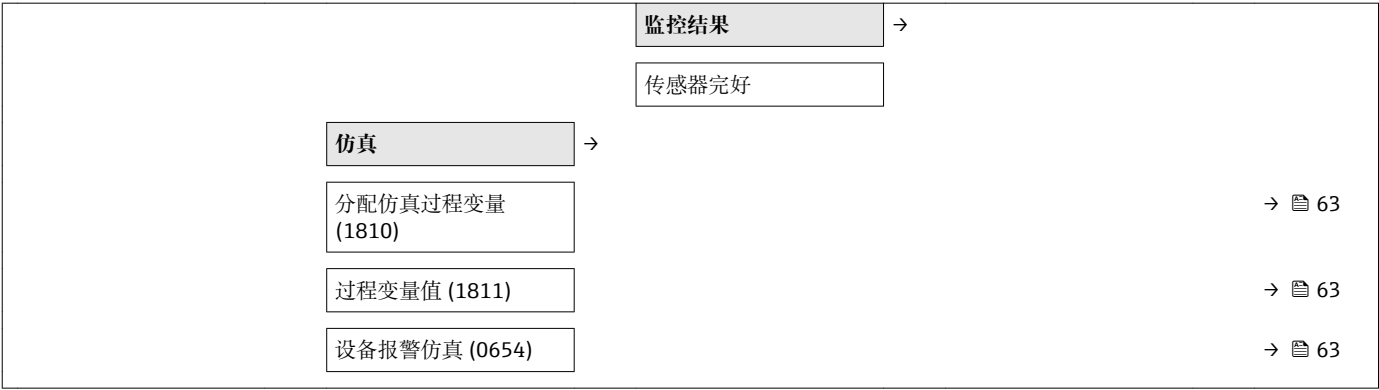 监控结果 →
传感器完好
仿真 →
分配仿真过程变量 → 🖺 63
(1810)
过程变量值 (1811) → 🖺 63
设备报警仿真 (0654) → 🖺 63